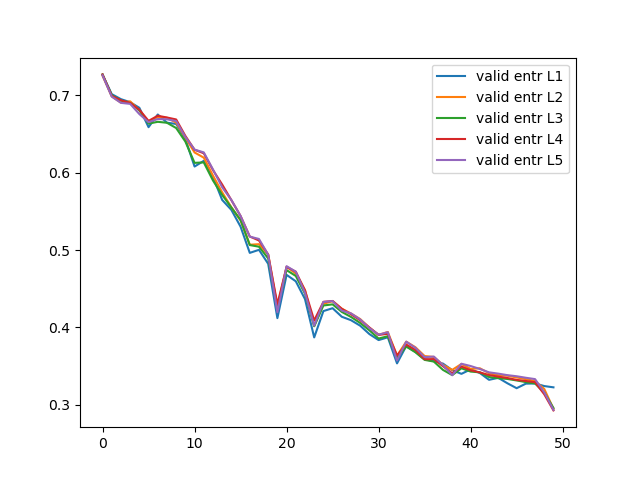 valid entr L1
valid entr L2
valid entr L3
valid entr L4
valid entr L5
0.7
0.6
0.5
0.4
0.3
0 10 20 30 40 50